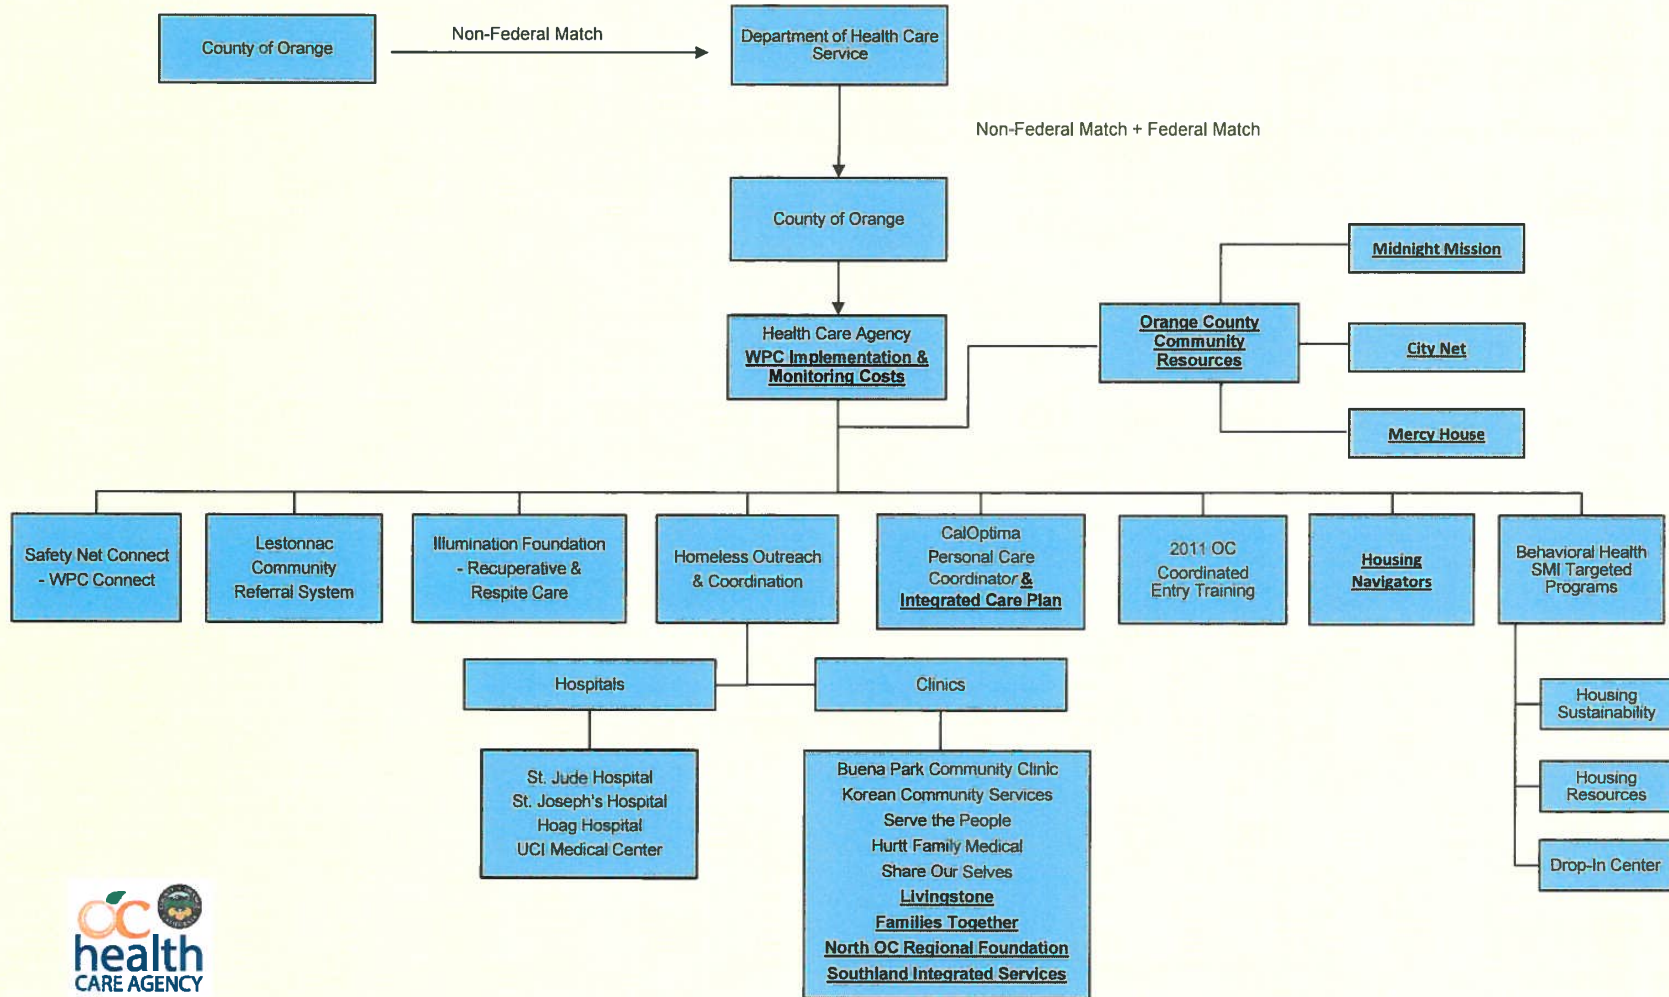 County of Orange
Non-Federal Match
Department of Health Care
Service
Non-Federal Match + Federal Match
County of Orange
Health Care Agency
WPC Implementation &
Monitoring Costs
Orange County
Community
Resources
Midnight Mission
City Net
Mercy House
Safety Net Connect
- WPC Connect
Lestonnac
Community
Referral System
Illumination Foundation
- Recuperative &
Respite Care
Homeless Outreach
& Coordination
CalOptima
Personal Care
Coordinator &
Integrated Care Plan
2011 OC
Coordinated
Entry Training
Housing
Navigators
Behavioral Health
SMI Targeted
Programs
Hospitals
Clinics
St. Jude Hospital
St. Joseph's Hospital
Hoag Hospital
UCI Medical Center
Buena Park Community Clinic
Korean Community Services
Serve the People
Hurtt Family Medical
Share Our Selves
Livingstone
Families Together
North OC Regional Foundation
Southland Integrated Services
Housing
Sustainability
Housing
Resources
Drop-In Center
OC
health
CARE AGENCY